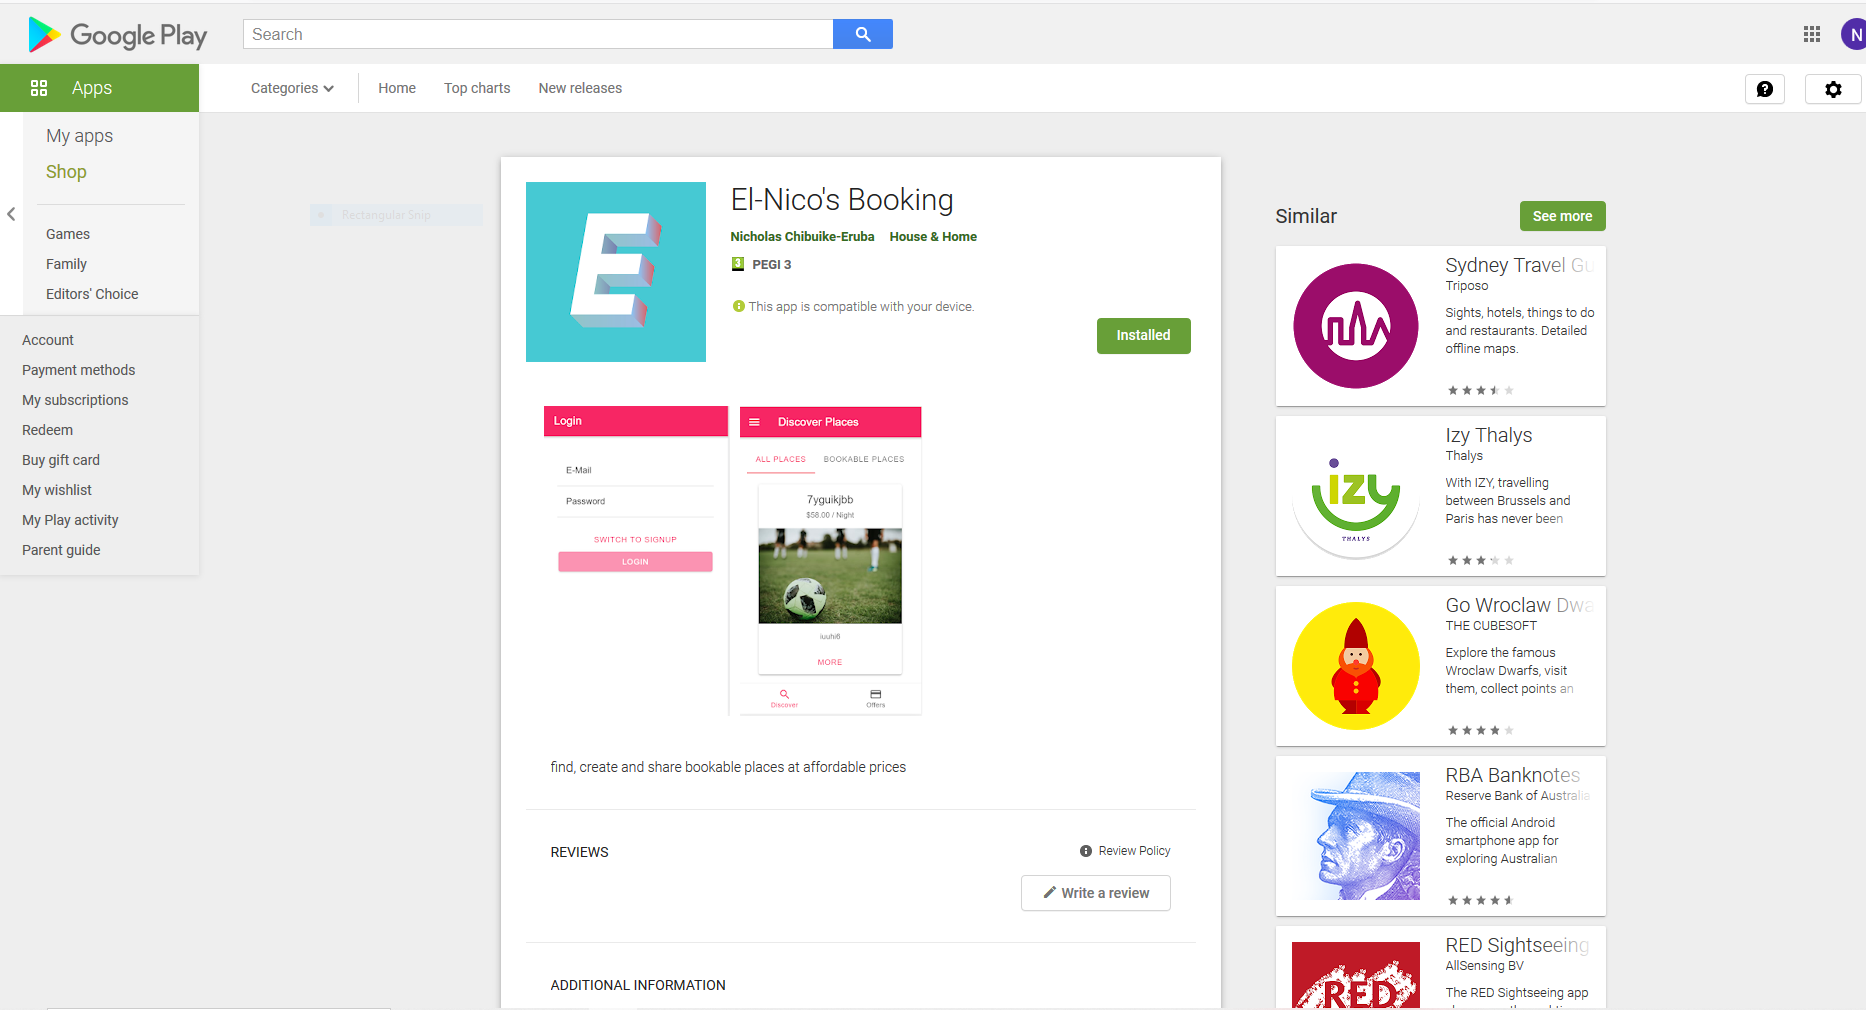 Google Play
Search
N
Apps
Categories
Home
Top charts
New releases
My apps
Shop
Games
Family
Editors' Choice
Account
Payment methods
My subscriptions
Redeem
Buy gift card
My wishlist
My Play activity
Parent guide
Rectangular Snip
E
El-Nico's Booking
Nicholas Chibuike-Eruba House & Home
3 PEGI 3
This app is compatible with your device.
Installed
Login
E-Mail
Password
SWITCH TO SIGNUP
LOGIN
Discover Places
ALL PLACES BOOKABLE PLACES
7yguikjbb
$58.00 / Night
iuuhi8
MORE
Discover Offers
find, create and share bookable places at affordable prices
REVIEWS
Review Policy
Write a review
ADDITIONAL INFORMATION
Similar
See more
Sydney Travel Gu
Triposo
Sights, hotels, things to do
and restaurants. Detailed
offline maps.
izy
THALYS
Izy Thalys
Thalys
With IZY, travelling
between Brussels and
Paris has never been
Go Wroclaw Dwa
THE CUBESOFT
Explore the famous
Wroclaw Dwarfs, visit
them, collect points an
RBA Banknotes
Reserve Bank of Australia
The official Android
smartphone app for
exploring Australian
RED
RED Sightseeing
AllSensing BV
The RED Sightseeing app